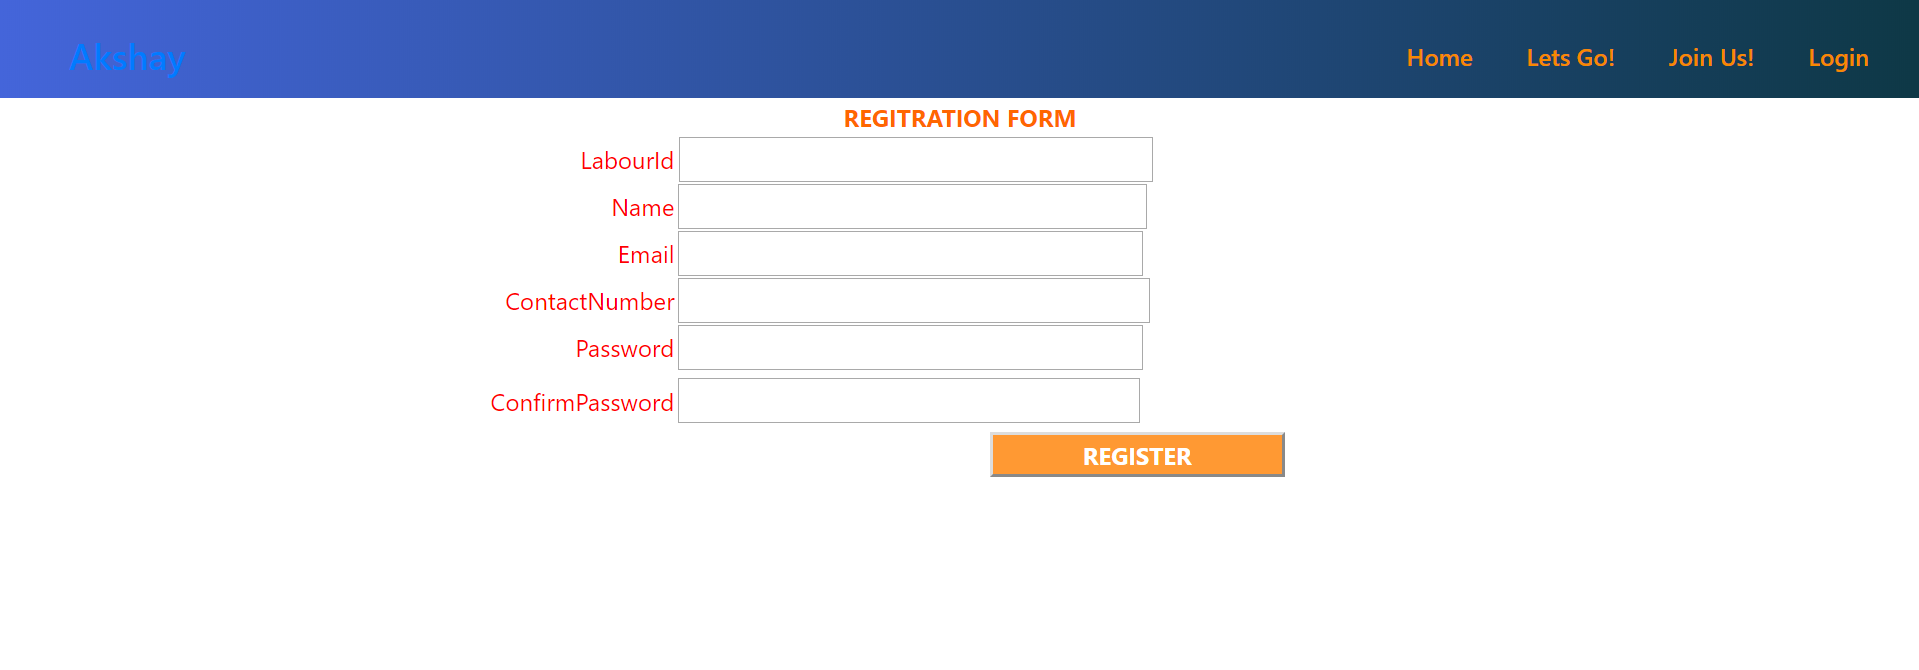 Akshay Home Lets Go! Join Us! Login
REGITRATION FORM
LabourId
Name
Email
ContactNumber
Password
ConfirmPassword
REGISTER